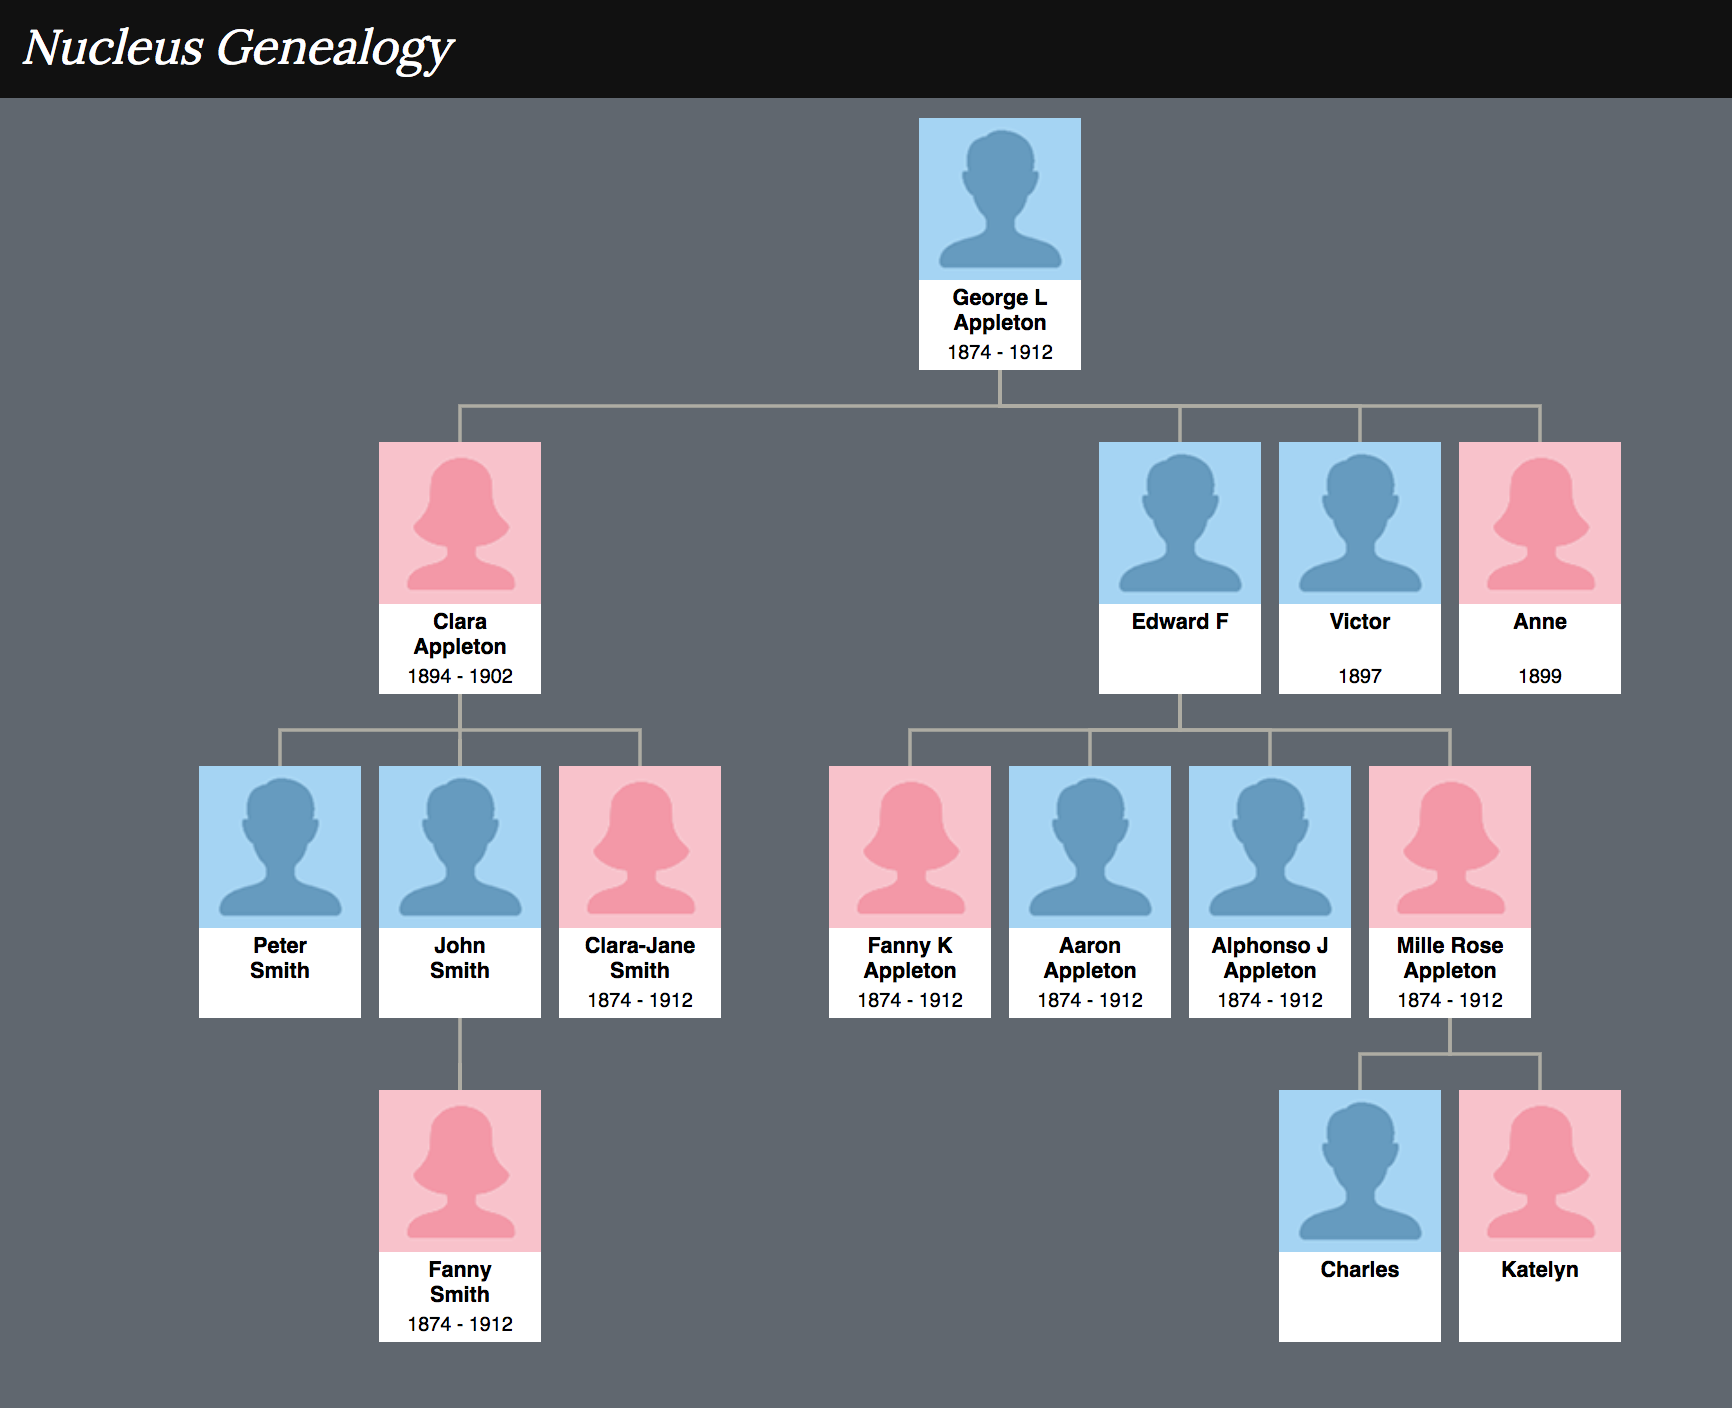 Nucleus Genealogy
George L
Appleton
1874 - 1912
Clara
Appleton
1894 - 1902
Edward F
Victor
1897
Anne
1899
Peter
Smith
John
Smith
Clara-Jane
Smith
1874 - 1912
Fanny K
Appleton
1874 - 1912
Aaron
Appleton
1874 - 1912
Alphonso J
Appleton
1874 - 1912
Mille Rose
Appleton
1874 - 1912
Fanny
Smith
1874 - 1912
Charles
Katelyn